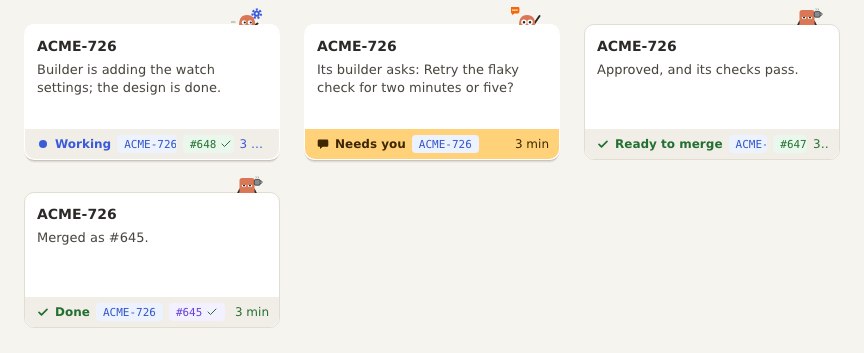 ACME-726
Builder is adding the watch
settings; the design is done.
Working ACME-726 #648 3 ...
ACME-726
Its builder asks: Retry the flaky
check for two minutes or five?
Needs you ACME-726 3 min
ACME-726
Approved, and its checks pass.
Ready to merge ACME- #647 3..
ACME-726
Merged as #645.
Done ACME-726 #645 3 min